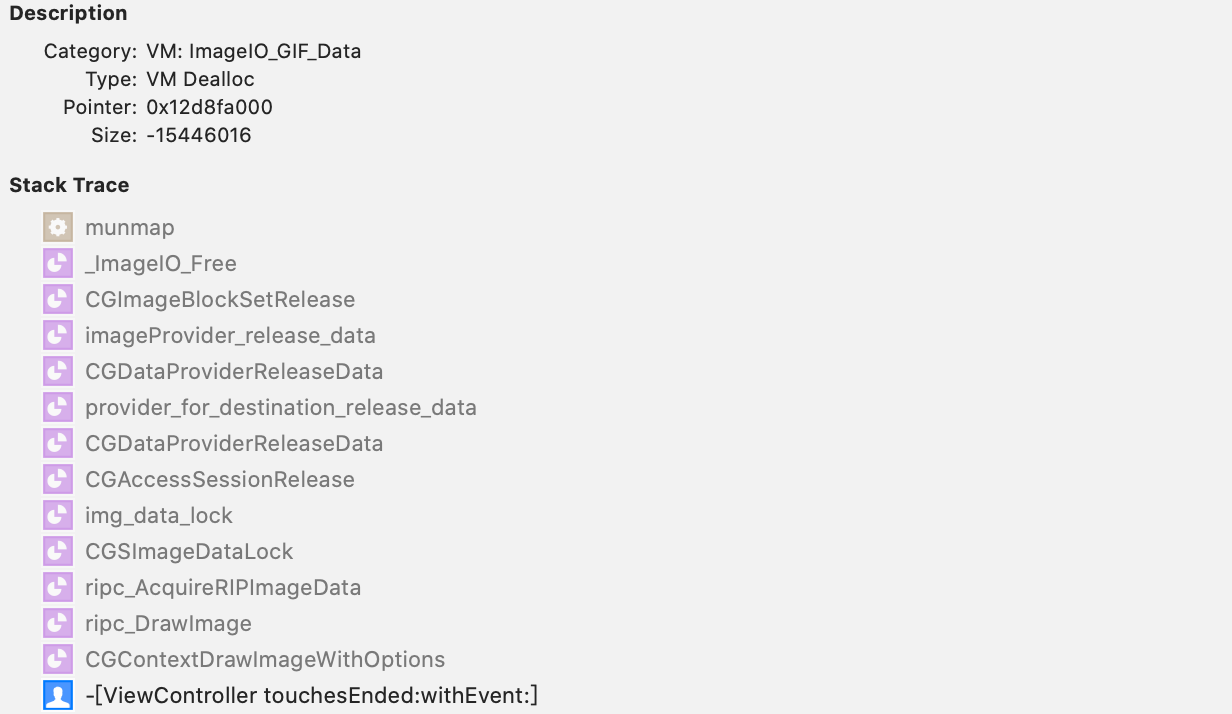 Description
Category: VM: ImageIO_GIF_Data
Type: VM Dealloc
Pointer: 0x12d8fa000
Size: -15446016
Stack Trace
munmap
_ImageIO_Free
CGImageBlockSetRelease
imageProvider_release_data
CGDataProviderReleaseData
provider_for_destination_release_data
CGDataProviderReleaseData
CGAccessSessionRelease
img_data_lock
CGSImageDataLock
ripc_AcquireRIPImageData
ripc_DrawImage
CGContextDrawImageWithOptions
-[ViewController touchesEnded:withEvent:]